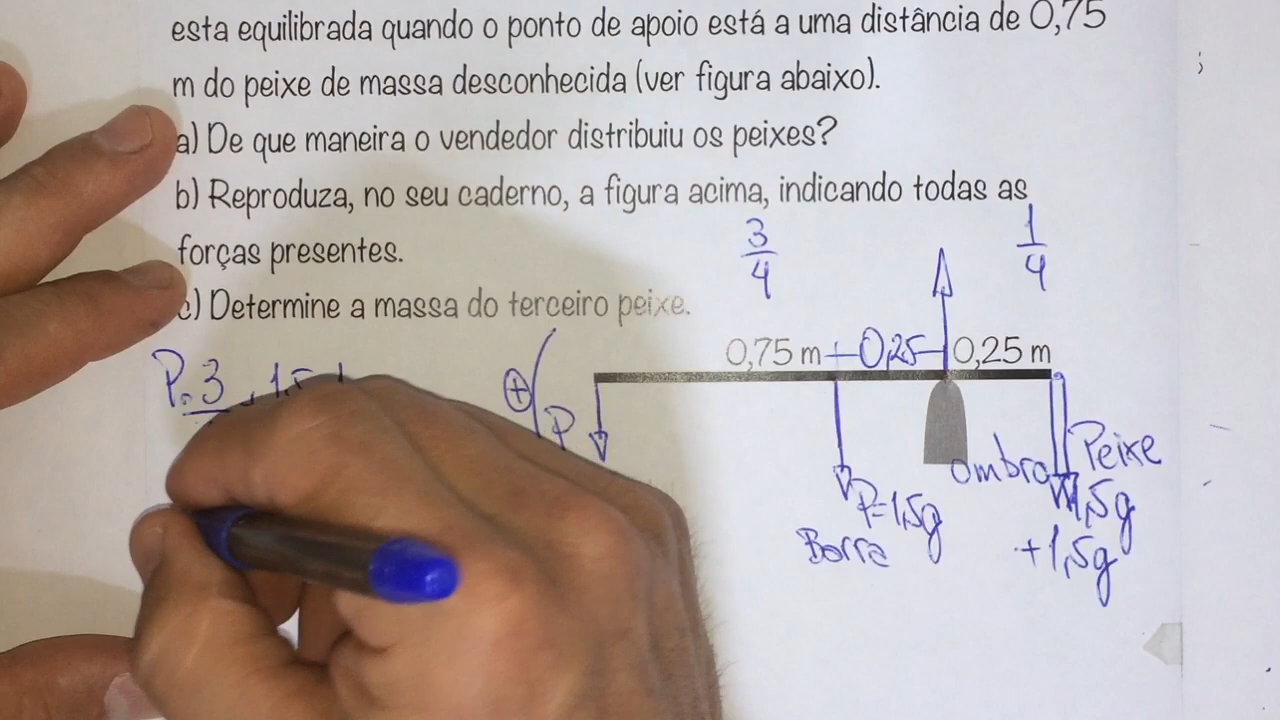 esta equilibrada quando o ponto de apoio está a uma distância de 0,75
m do peixe de massa desconhecida (ver figura abaixo).
a) De que maneira o vendedor distribuiu os peixes?
b) Reproduza, no seu caderno, a figura acima, indicando todas as
forças presentes.
c) Determine a massa do terceiro peixe.
3/4
1/4
0,75 m 0,25 0,25 m
P. 3
+
P
ombro
Peixe
P=1,5g
1,5g
Barra
+1,5g